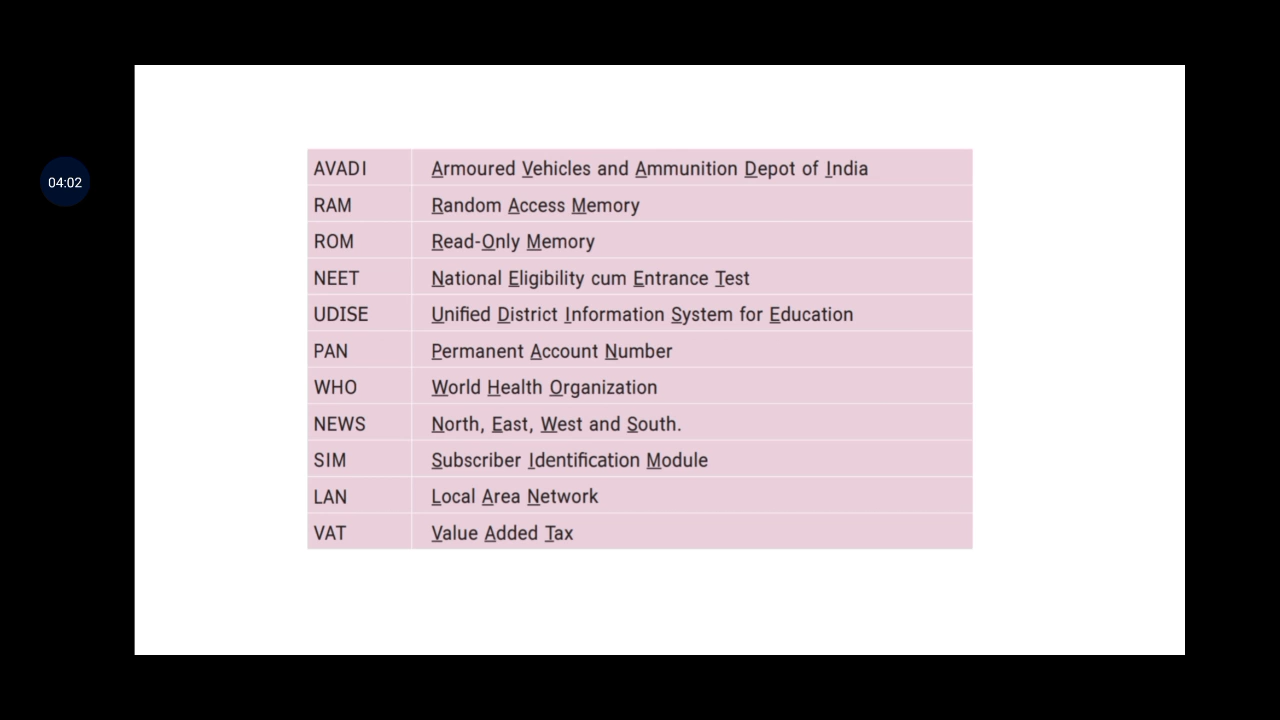 04:02
AVADI Armoured Vehicles and Ammunition Depot of India
RAM Random Access Memory
ROM Read-Only Memory
NEET National Eligibility cum Entrance Test
UDISE Unified District Information System for Education
PAN Permanent Account Number
WHO World Health Organization
NEWS North, East, West and South.
SIM Subscriber Identification Module
LAN Local Area Network
VAT Value Added Tax